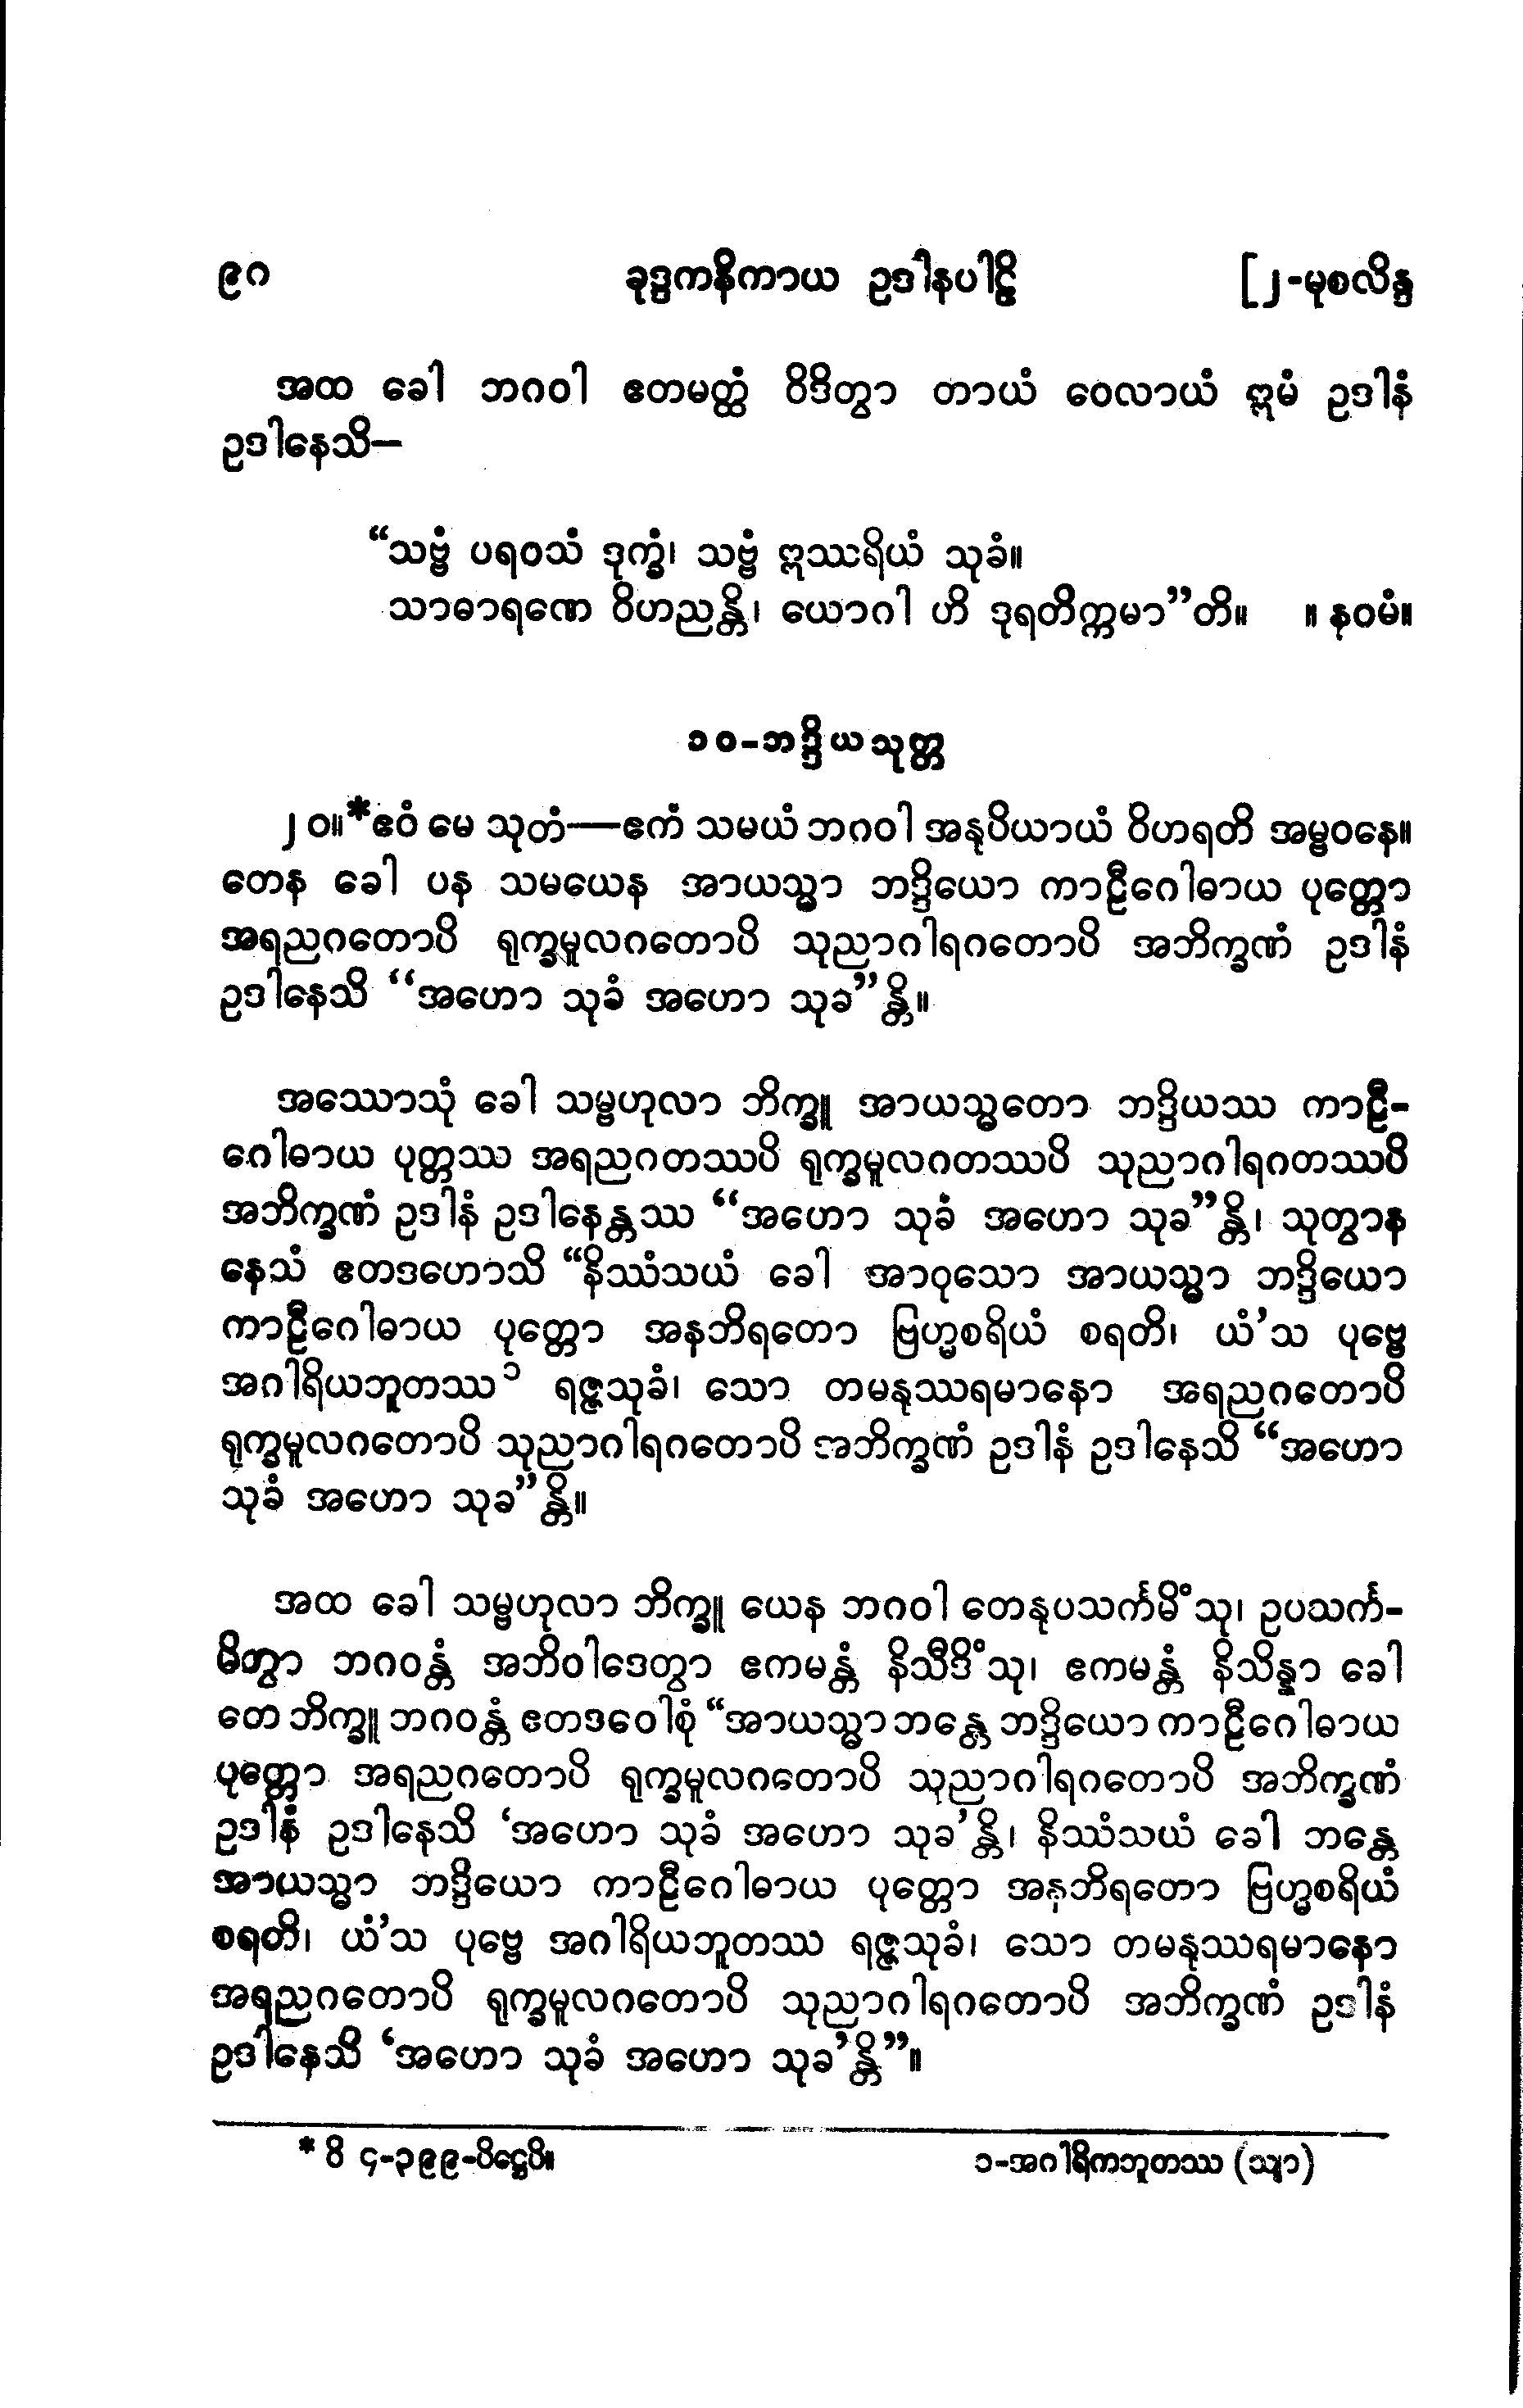 ၉ဂ ခုဒ္ဒကနိကာယ ဥဒါနပါဠိ [၂-မုစလိန္ဒ
အထ ခေါ ဘဂဝါ ဧတမတ္ထံ ဝိဒိတွာ တာယံ ဝေလာယံ ဣမံ ဥဒါနံ
ဥဒါနေသိ—
“သဗ္ဗံ ပရဝသံ ဒုက္ခံ၊ သဗ္ဗံ ဣဿရိယံ သုခံ။
သာဓာရဏေ ဝိဟညန္တိ၊ ယောဂါ ဟိ ဒုရတိက္ကမာ”တိ။ ။ နဝမံ။
၁၀-ဘဒ္ဒိယသုတ္တ
၂၀။*ဧဝံ မေ သုတံ—ဧကံ သမယံ ဘဂဝါ အနုပိယာယံ ဝိဟရတိ အမ္ဗဝနေ။
တေန ခေါ ပန သမယေန အာယသ္မာ ဘဒ္ဒိယော ကာဠီဂေါဓာယ ပုတ္တော
အရညဂတောပိ ရုက္ခမူလဂတောပိ သုညာဂါရဂတောပိ အဘိက္ခဏံ ဥဒါနံ
ဥဒါနေသိ “အဟော သုခံ အဟော သုခ”န္တိ။
အဿောသုံ ခေါ သမ္ဗဟုလာ ဘိက္ခူ အာယသ္မတော ဘဒ္ဒိယဿ ကာဠီ-
ဂေါဓာယ ပုတ္တဿ အရညဂတဿပိ ရုက္ခမူလဂတဿပိ သုညာဂါရဂတဿပိ
အဘိက္ခဏံ ဥဒါနံ ဥဒါနေန္တဿ “အဟော သုခံ အဟော သုခ”န္တိ၊ သုတွာန
နေသံ ဧတဒဟောသိ “နိဿံသယံ ခေါ အာဝုသော အာယသ္မာ ဘဒ္ဒိယော
ကာဠီဂေါဓာယ ပုတ္တော အနဘိရတော ဗြဟ္မစရိယံ စရတိ၊ ယံ’သ ပုဗ္ဗေ
အဂါရိယဘူတဿ ၁ ရဇ္ဇသုခံ၊ သော တမနုဿရမာနော အရညဂတောပိ
ရုက္ခမူလဂတောပိ သုညာဂါရဂတောပိ အဘိက္ခဏံ ဥဒါနံ ဥဒါနေသိ “အဟော
သုခံ အဟော သုခ”န္တိ။
အထ ခေါ သမ္ဗဟုလာ ဘိက္ခူ ယေန ဘဂဝါ တေနုပသင်္ကမိံသု၊ ဥပသင်္က-
မိတွာ ဘဂဝန္တံ အဘိဝါဒေတွာ ဧကမန္တံ နိသီဒိံသု၊ ဧကမန္တံ နိသိန္နာ ခေါ
တေ ဘိက္ခူ ဘဂဝန္တံ ဧတဒဝေါစုံ “အာယသ္မာ ဘန္တေ ဘဒ္ဒိယော ကာဠီဂေါဓာယ
ပုတ္တော အရညဂတောပိ ရုက္ခမူလဂတောပိ သုညာဂါရဂတောပိ အဘိက္ခဏံ
ဥဒါနံ ဥဒါနေသိ ‘အဟော သုခံ အဟော သုခ’န္တိ၊ နိဿံသယံ ခေါ ဘန္တေ
အာယသ္မာ ဘဒ္ဒိယော ကာဠီဂေါဓာယ ပုတ္တော အနဘိရတော ဗြဟ္မစရိယံ
စရတိ၊ ယံ’သ ပုဗ္ဗေ အဂါရိယဘူတဿ ရဇ္ဇသုခံ၊ သော တမနုဿရမာနော
အရညဂတောပိ ရုက္ခမူလဂတောပိ သုညာဂါရဂတောပိ အဘိက္ခဏံ ဥဒါနံ
ဥဒါနေသိ ‘အဟော သုခံ အဟော သုခ’န္တိ”။
* ဝိ ၄-၃၉၉-ပိဋ္ဌေပိ။ ၁-အဂါရိကဘူတဿ (သျာ)